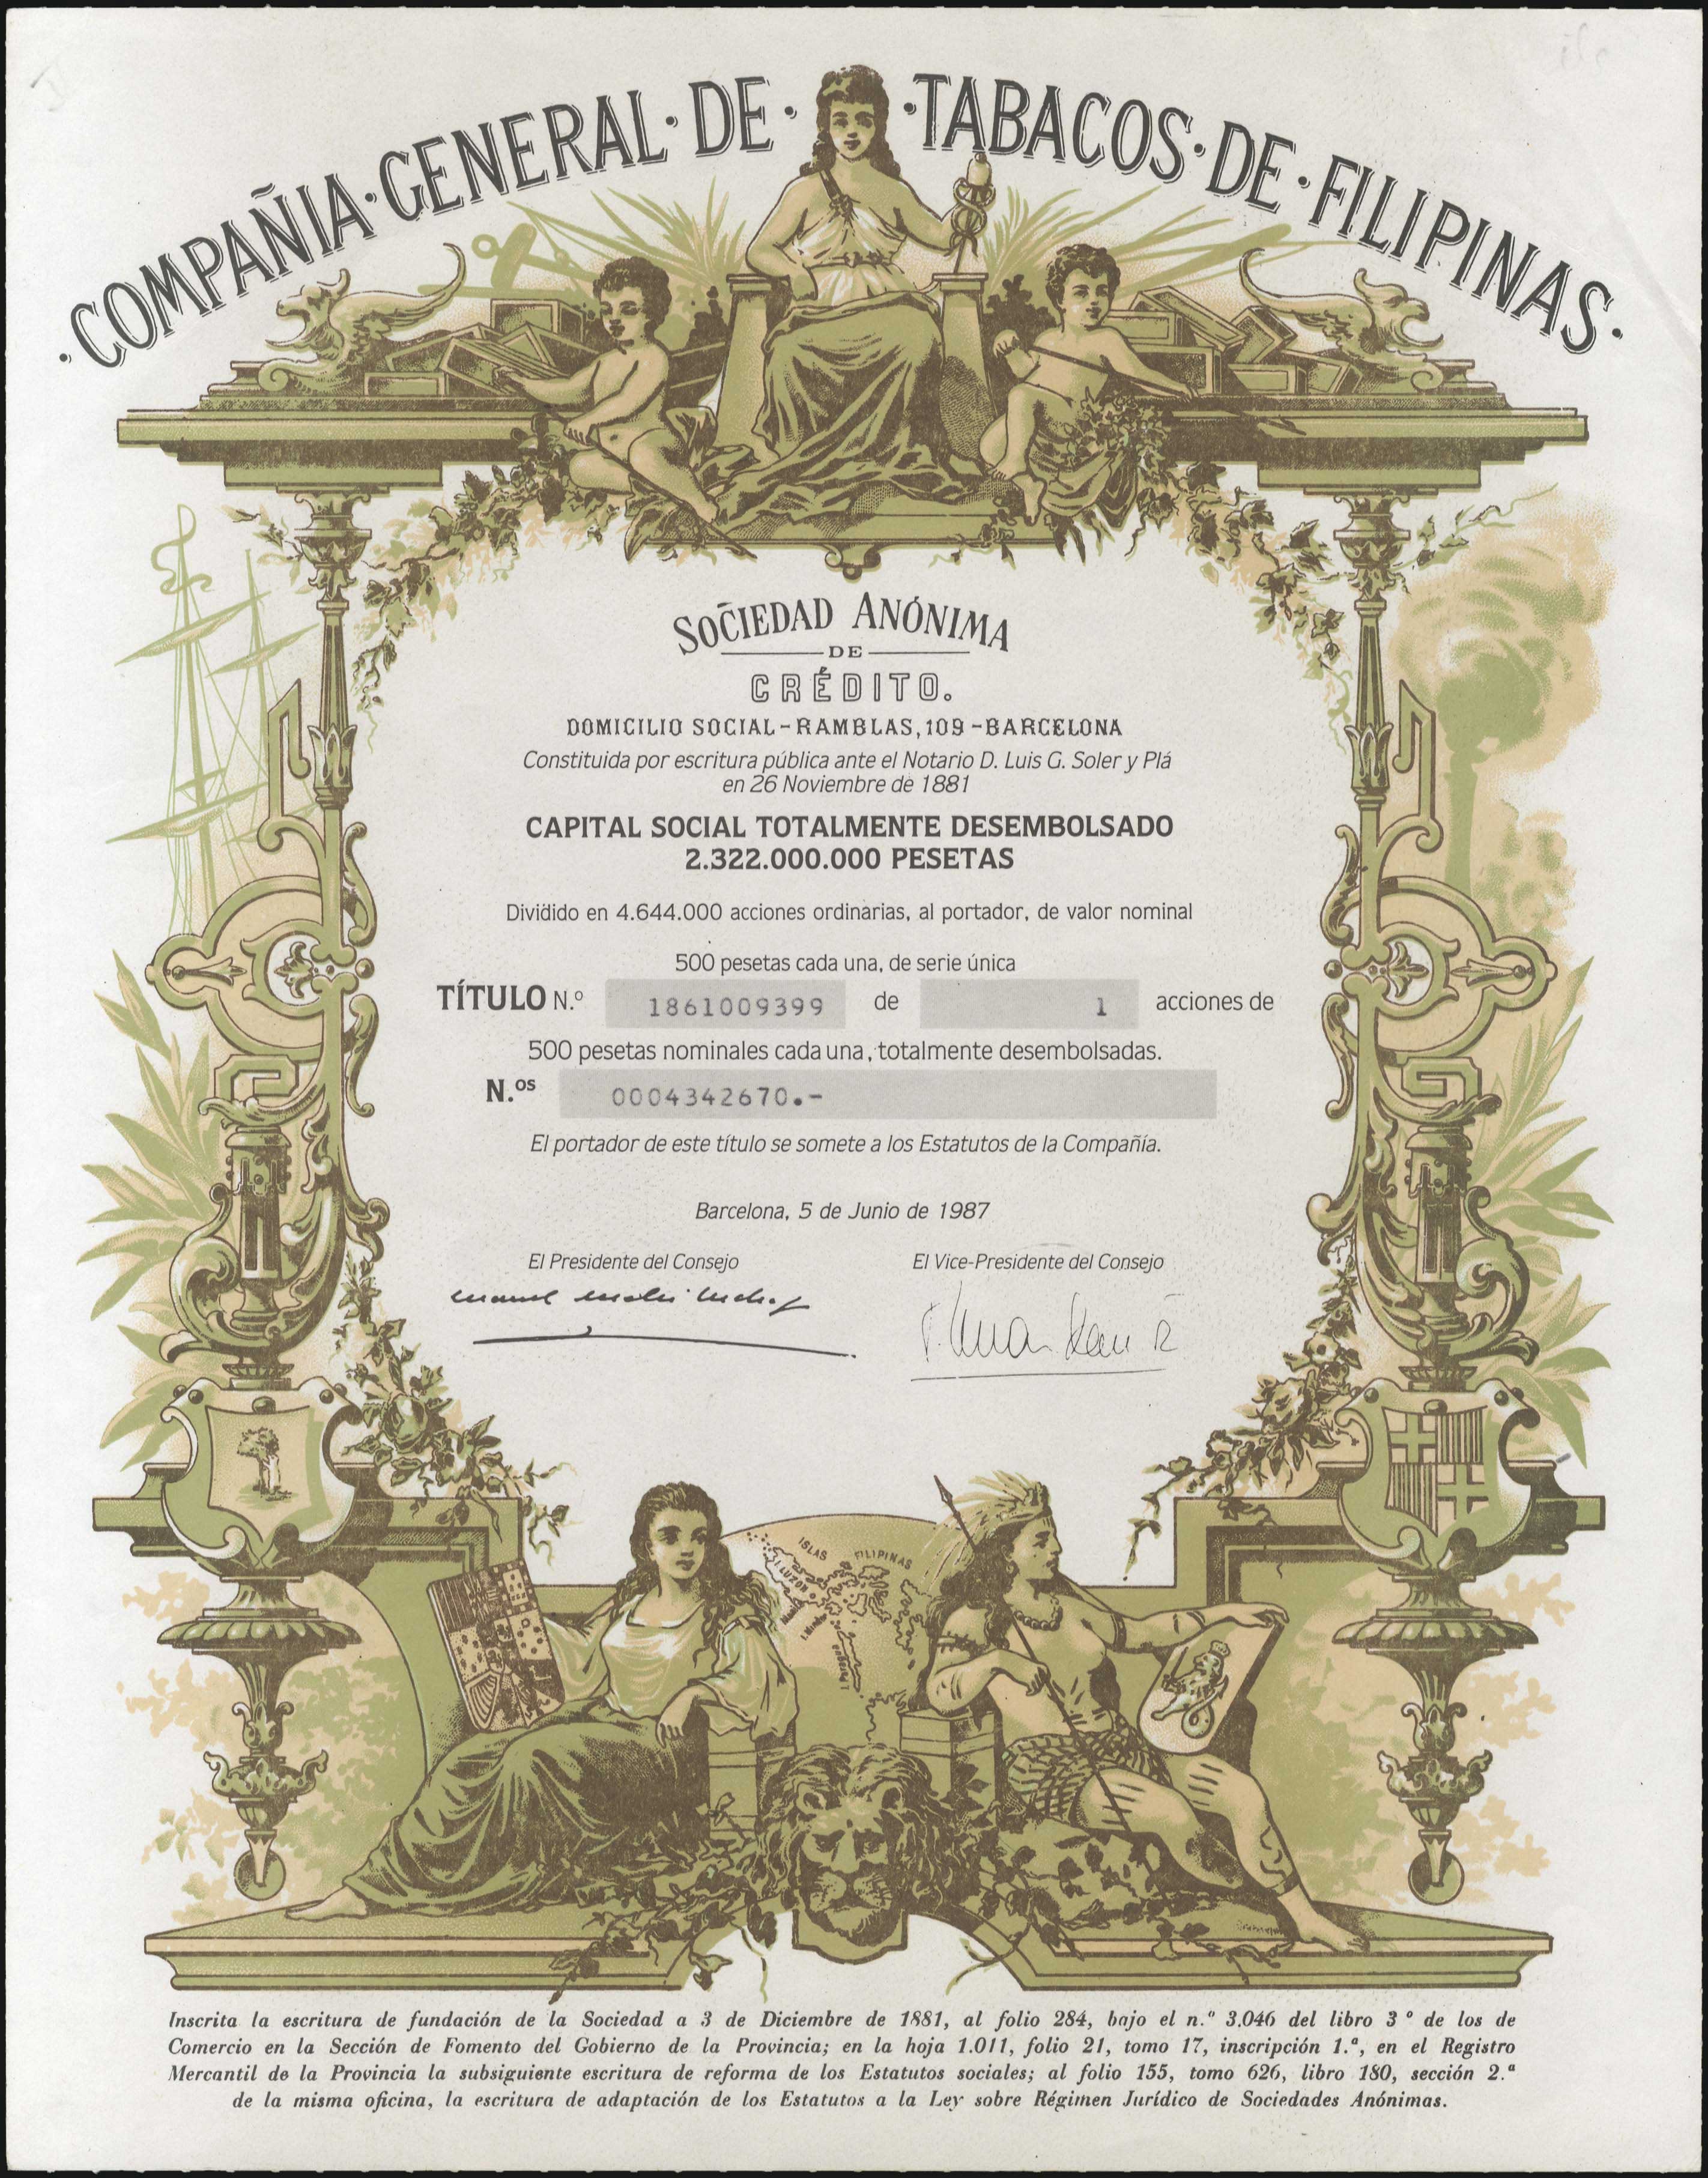 ·COMPAÑIA·GENERAL·DE· ·TABACOS·DE·FILIPINAS·
SOCIEDAD ANÓNIMA
DE
CRÉDITO.
DOMICILIO SOCIAL-RAMBLAS, 109-BARCELONA
Constituida por escritura pública ante el Notario D. Luis G. Soler y Plá
en 26 Noviembre de 1881
CAPITAL SOCIAL TOTALMENTE DESEMBOLSADO
2.322.000.000 PESETAS
Dividido en 4.644.000 acciones ordinarias, al portador, de valor nominal
500 pesetas cada una, de serie única
TÍTULO N.º 1861009399 de 1 acciones de
500 pesetas nominales cada una, totalmente desembolsadas.
N.os 0004342670.-
El portador de este título se somete a los Estatutos de la Compañía.
Barcelona, 5 de Junio de 1987
El Presidente del Consejo El Vice-Presidente del Consejo
ISLAS FILIPINAS
I. LUZON
Inscrita la escritura de fundación de la Sociedad a 3 de Diciembre de 1881, al folio 284, bajo el n.º 3.046 del libro 3º de los de
Comercio en la Sección de Fomento del Gobierno de la Provincia; en la hoja 1.011, folio 21, tomo 17, inscripción 1.ª, en el Registro
Mercantil de la Provincia la subsiguiente escritura de reforma de los Estatutos sociales; al folio 155, tomo 626, libro 180, sección 2.ª
de la misma oficina, la escritura de adaptación de los Estatutos a la Ley sobre Régimen Jurídico de Sociedades Anónimas.